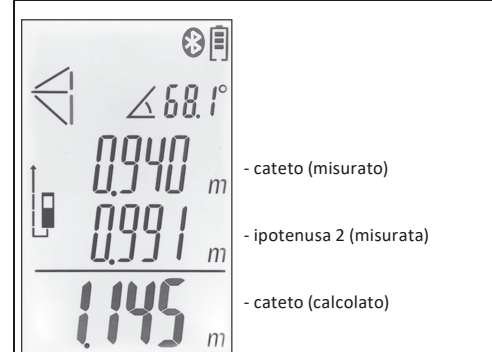 68.1°
0.940 m - cateto (misurato)
0.991 m - ipotenusa 2 (misurata)
1.145 m - cateto (calcolato)